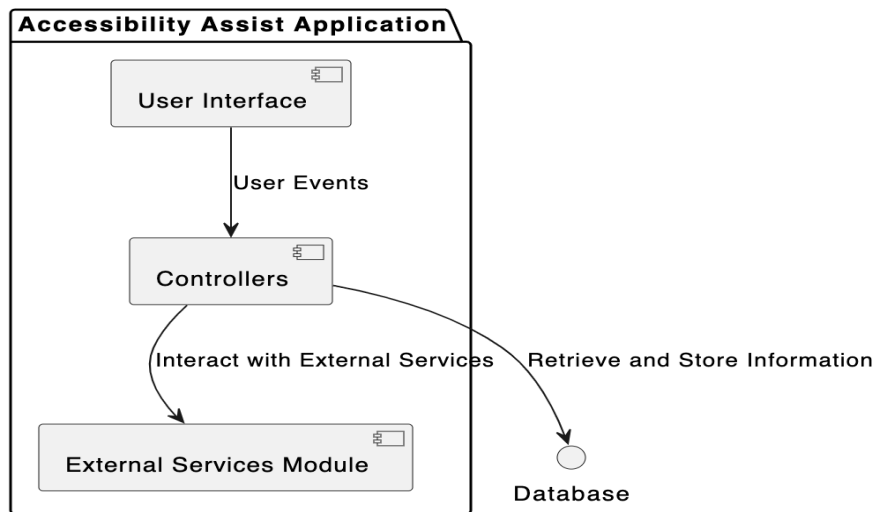 Accessibility Assist Application
User Interface
User Events
Controllers
Interact with External Services
Retrieve and Store Information
External Services Module
Database